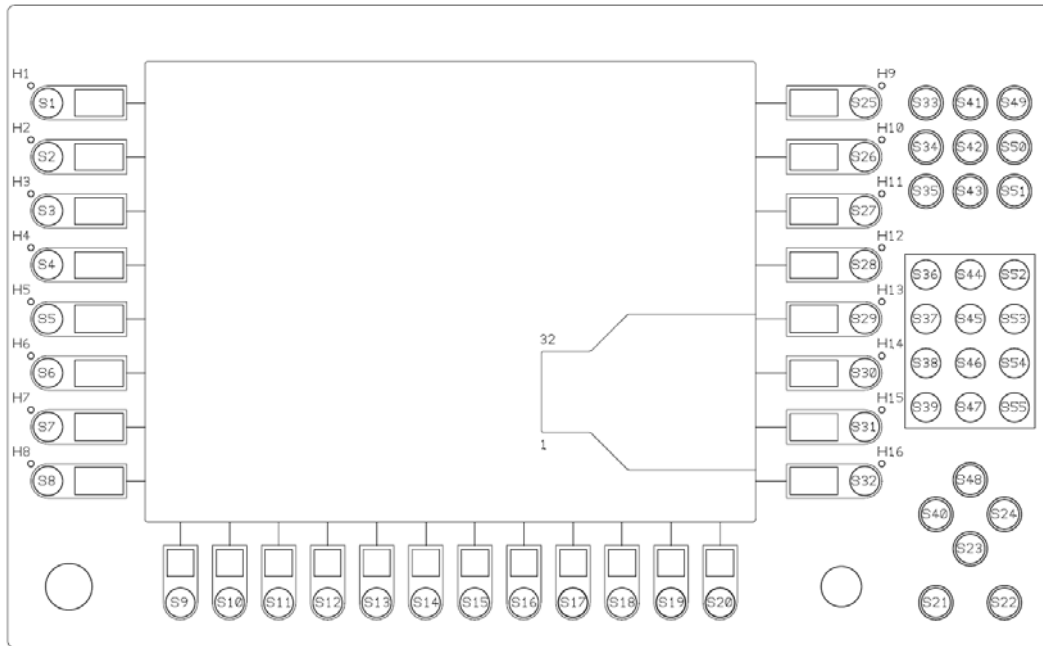 H1 H9
S1 S25 S33 S41 S49
H2 H10
S2 S26 S34 S42 S50
H3 H11
S3 S27 S35 S43 S51
H4 H12
S4 S28 S36 S44 S52
H5 H13
S5 S29 S37 S45 S53
32
H6 H14
S6 S30 S38 S46 S54
H7 H15
S7 S31 S39 S47 S55
1
H8 H16
S8 S32 S48
S40 S24
S23
S9 S10 S11 S12 S13 S14 S15 S16 S17 S18 S19 S20 S21 S22